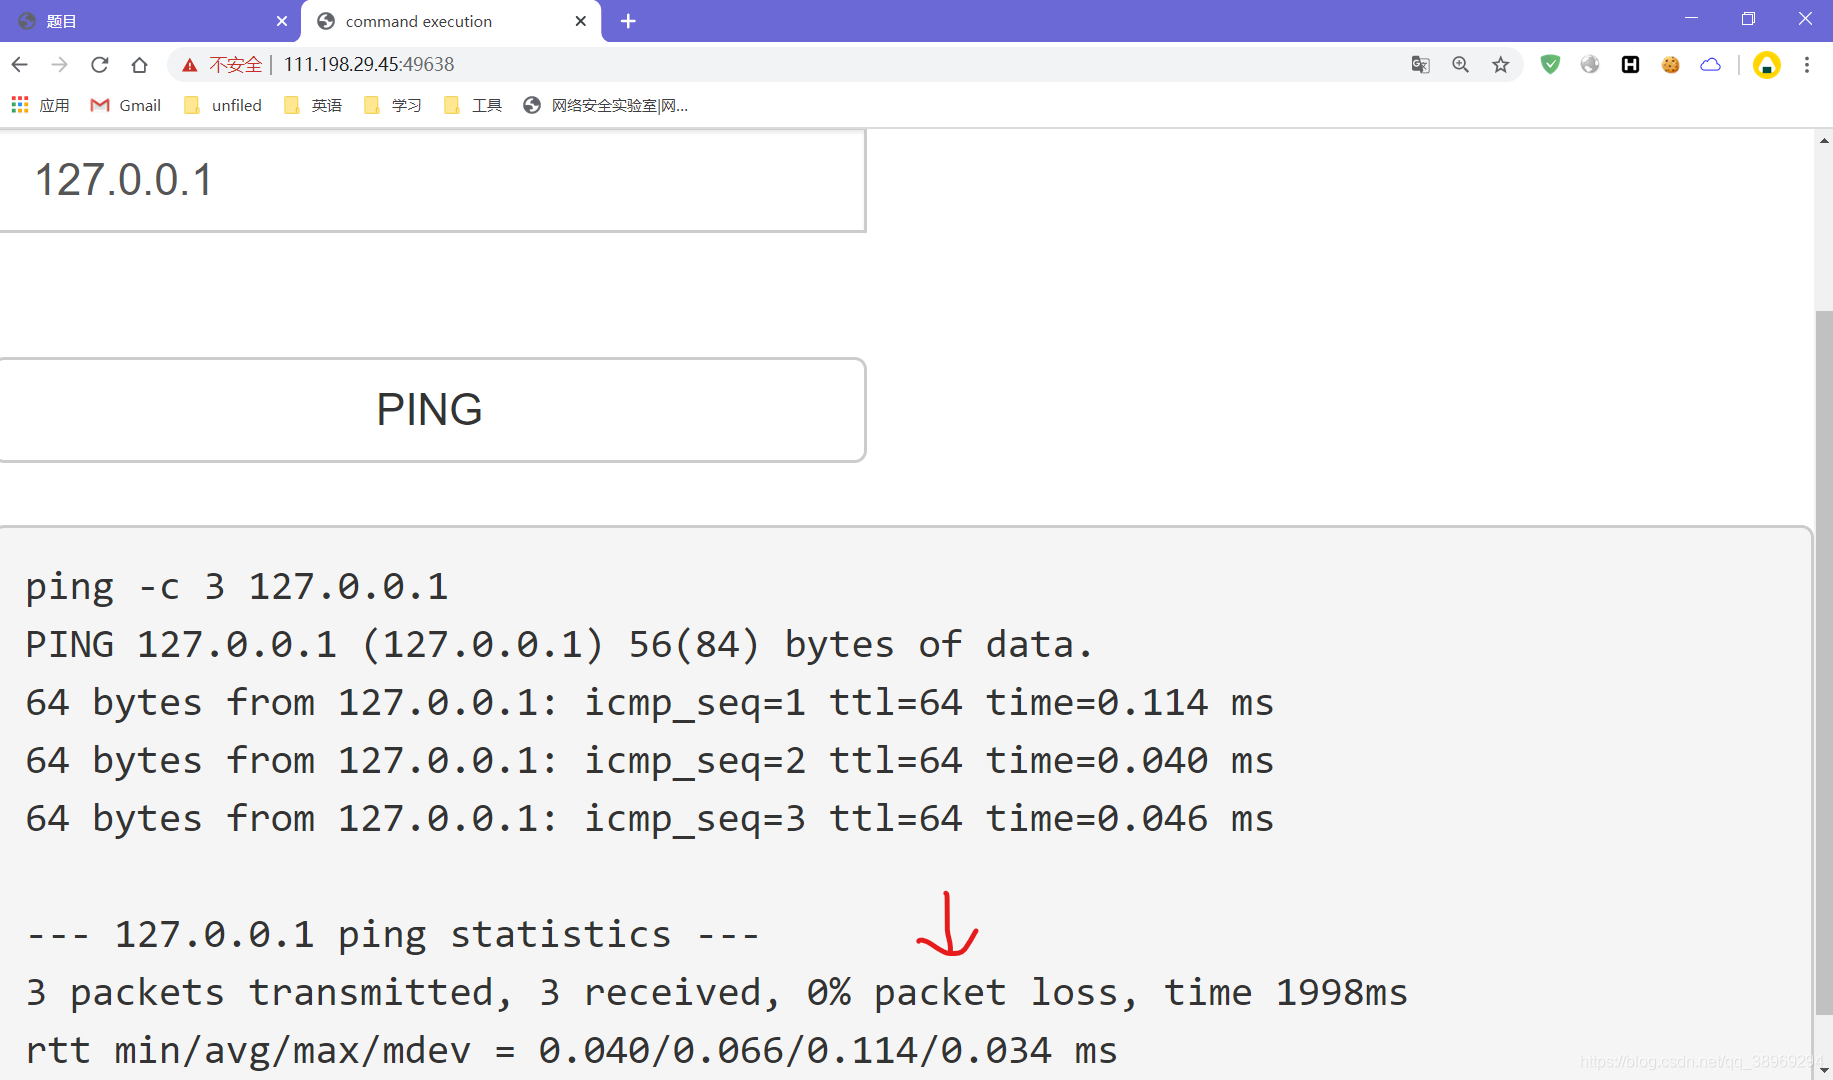 题目
command execution
不安全 | 111.198.29.45:49638
应用 Gmail unfiled 英语 学习 工具 网络安全实验室|网...
127.0.0.1
PING
ping -c 3 127.0.0.1
PING 127.0.0.1 (127.0.0.1) 56(84) bytes of data.
64 bytes from 127.0.0.1: icmp_seq=1 ttl=64 time=0.114 ms
64 bytes from 127.0.0.1: icmp_seq=2 ttl=64 time=0.040 ms
64 bytes from 127.0.0.1: icmp_seq=3 ttl=64 time=0.046 ms
--- 127.0.0.1 ping statistics ---
3 packets transmitted, 3 received, 0% packet loss, time 1998ms
rtt min/avg/max/mdev = 0.040/0.066/0.114/0.034 ms
https://blog.csdn.net/qq_38969294